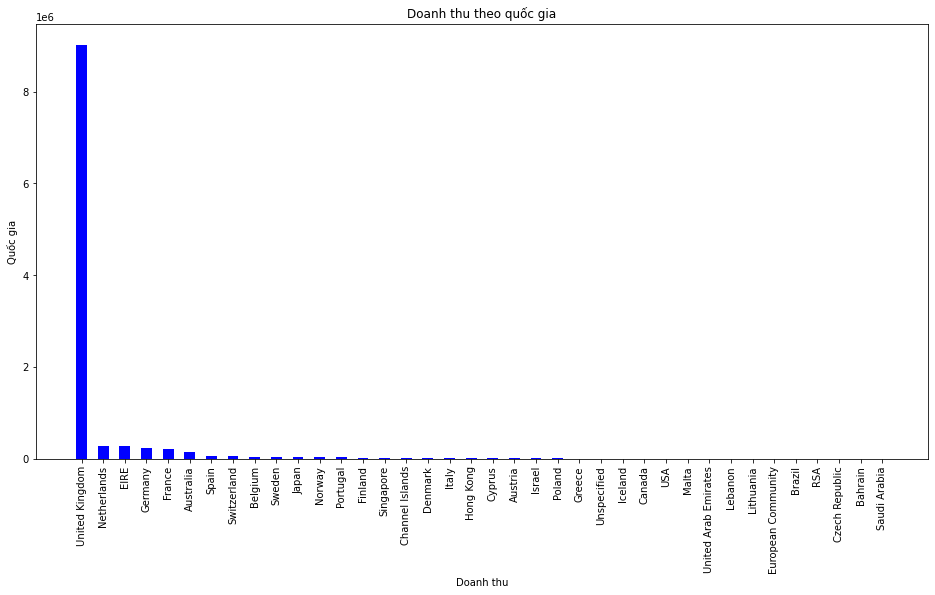 Doanh thu theo quốc gia
1e6
8
6
4
2
0
Quốc gia
United Kingdom
Netherlands
EIRE
Germany
France
Australia
Spain
Switzerland
Belgium
Sweden
Japan
Norway
Portugal
Finland
Singapore
Channel Islands
Denmark
Italy
Hong Kong
Cyprus
Austria
Israel
Poland
Greece
Unspecified
Iceland
Canada
USA
Malta
United Arab Emirates
Lebanon
Lithuania
European Community
Brazil
RSA
Czech Republic
Bahrain
Saudi Arabia
Doanh thu